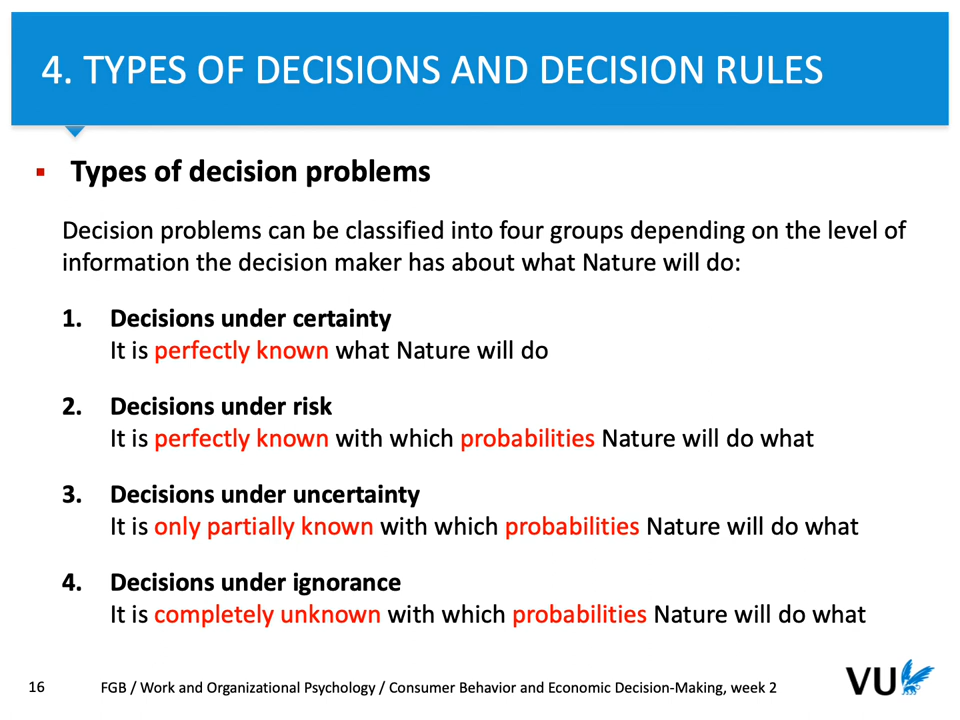 4. TYPES OF DECISIONS AND DECISION RULES
▪ Types of decision problems
Decision problems can be classified into four groups depending on the level of
information the decision maker has about what Nature will do:
1. Decisions under certainty
It is perfectly known what Nature will do
2. Decisions under risk
It is perfectly known with which probabilities Nature will do what
3. Decisions under uncertainty
It is only partially known with which probabilities Nature will do what
4. Decisions under ignorance
It is completely unknown with which probabilities Nature will do what
16 FGB / Work and Organizational Psychology / Consumer Behavior and Economic Decision-Making, week 2
VU